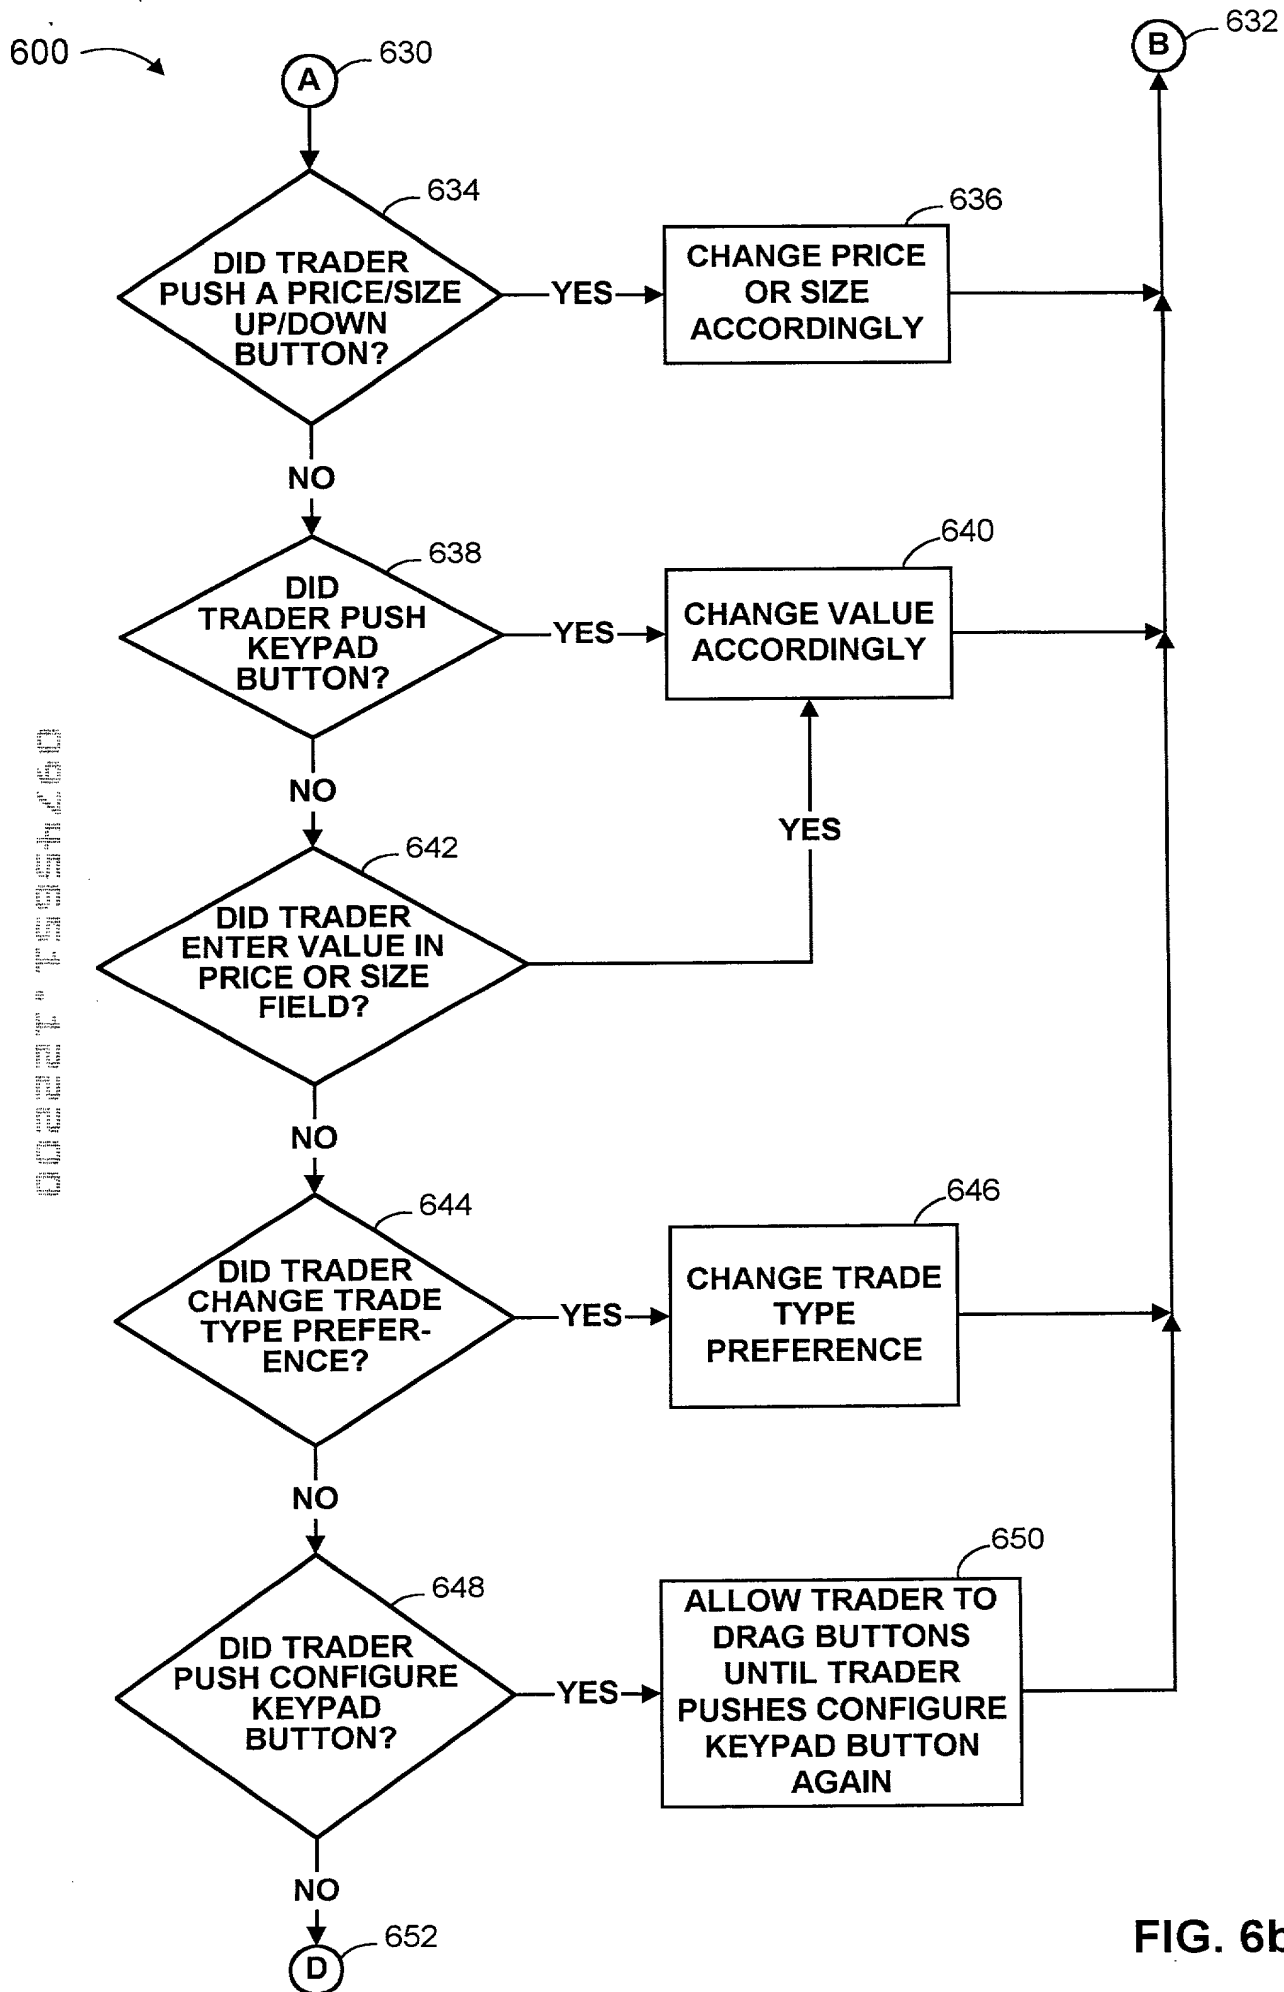 600
A
630
B
632
634
DID TRADER
PUSH A PRICE/SIZE
UP/DOWN
BUTTON?
YES
636
CHANGE PRICE
OR SIZE
ACCORDINGLY
NO
638
DID
TRADER PUSH
KEYPAD
BUTTON?
YES
640
CHANGE VALUE
ACCORDINGLY
NO
YES
642
DID TRADER
ENTER VALUE IN
PRICE OR SIZE
FIELD?
NO
644
DID TRADER
CHANGE TRADE
TYPE PREFER-
ENCE?
YES
646
CHANGE TRADE
TYPE
PREFERENCE
NO
648
DID TRADER
PUSH CONFIGURE
KEYPAD
BUTTON?
YES
650
ALLOW TRADER TO
DRAG BUTTONS
UNTIL TRADER
PUSHES CONFIGURE
KEYPAD BUTTON
AGAIN
NO
D
652
FIG. 6b